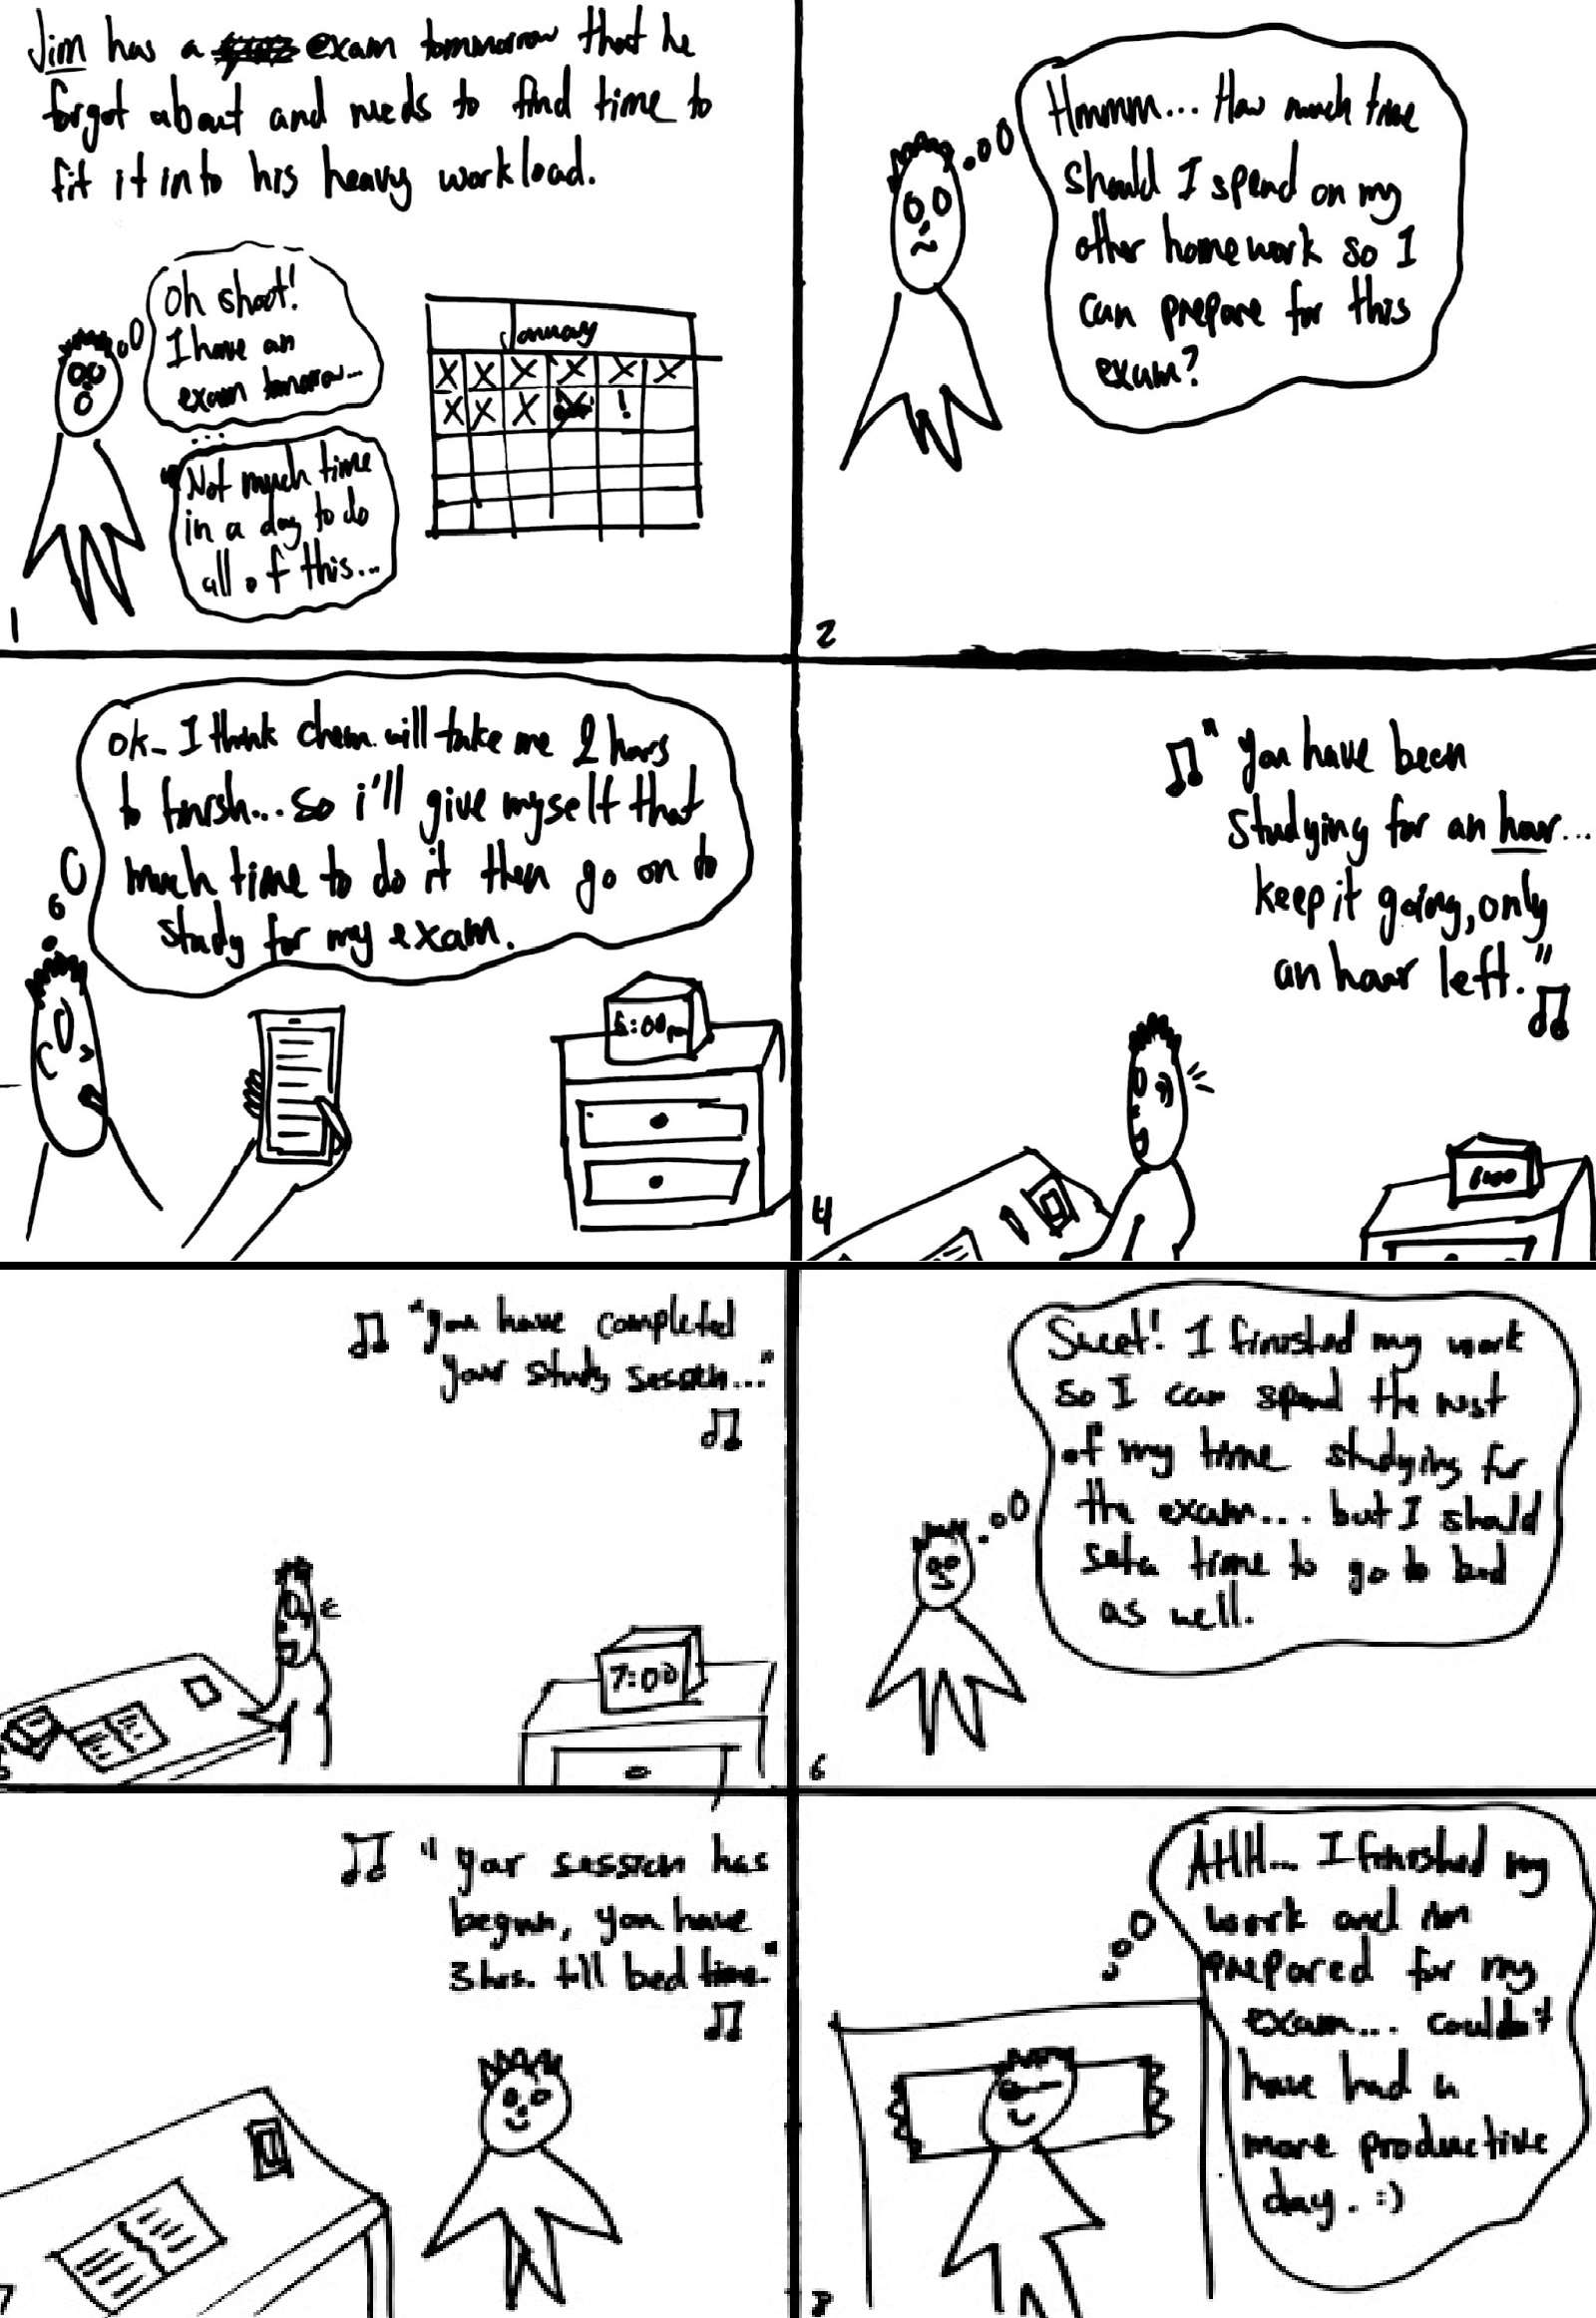 Jim has a exam tommorrow that he
forgot about and needs to find time to
fit it into his heavy workload.
Oh shoot!
I have an
exam tomorrow...
...
Not much time
in a day to do
all of this...
January
X X X X X X
X X X X !
1
Hmmm... How much time
should I spend on my
other homework so I
can prepare for this
exam?
2
Ok- I think chem. will take me 2 hours
to finish... so i'll give myself that
much time to do it then go on to
study for my exam.
:00pm
"you have been
studying for an hour...
keep it going, only
an hour left."
6:00
4
"you have completed
your study session..."
7:00
5
Sweet! I finished my work
so I can spend the rest
of my time studying for
the exam... but I should
set a time to go to bed
as well.
6
"your session has
begun, you have
3 hrs. till bed time."
7
AHH... I finished my
work and im
prepared for my
exam... couldn't
have had a
more productive
day. :)
8